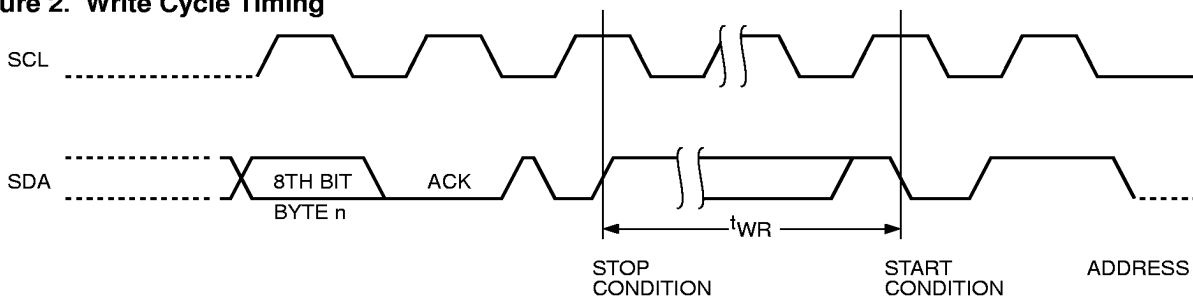 ure 2. Write Cycle Timing
SCL
SDA
8TH BIT
ACK
BYTE n
tWR
STOP
CONDITION
START
CONDITION
ADDRESS